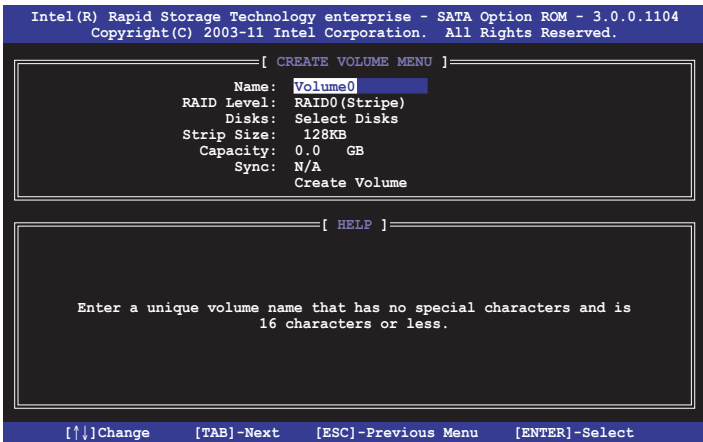 Intel(R) Rapid Storage Technology enterprise - SATA Option ROM - 3.0.0.1104
Copyright(C) 2003-11 Intel Corporation. All Rights Reserved.
[ CREATE VOLUME MENU ]
Name: Volume0
RAID Level: RAID0(Stripe)
Disks: Select Disks
Strip Size: 128KB
Capacity: 0.0 GB
Sync: N/A
Create Volume
[ HELP ]
Enter a unique volume name that has no special characters and is
16 characters or less.
[↑↓]Change [TAB]-Next [ESC]-Previous Menu [ENTER]-Select